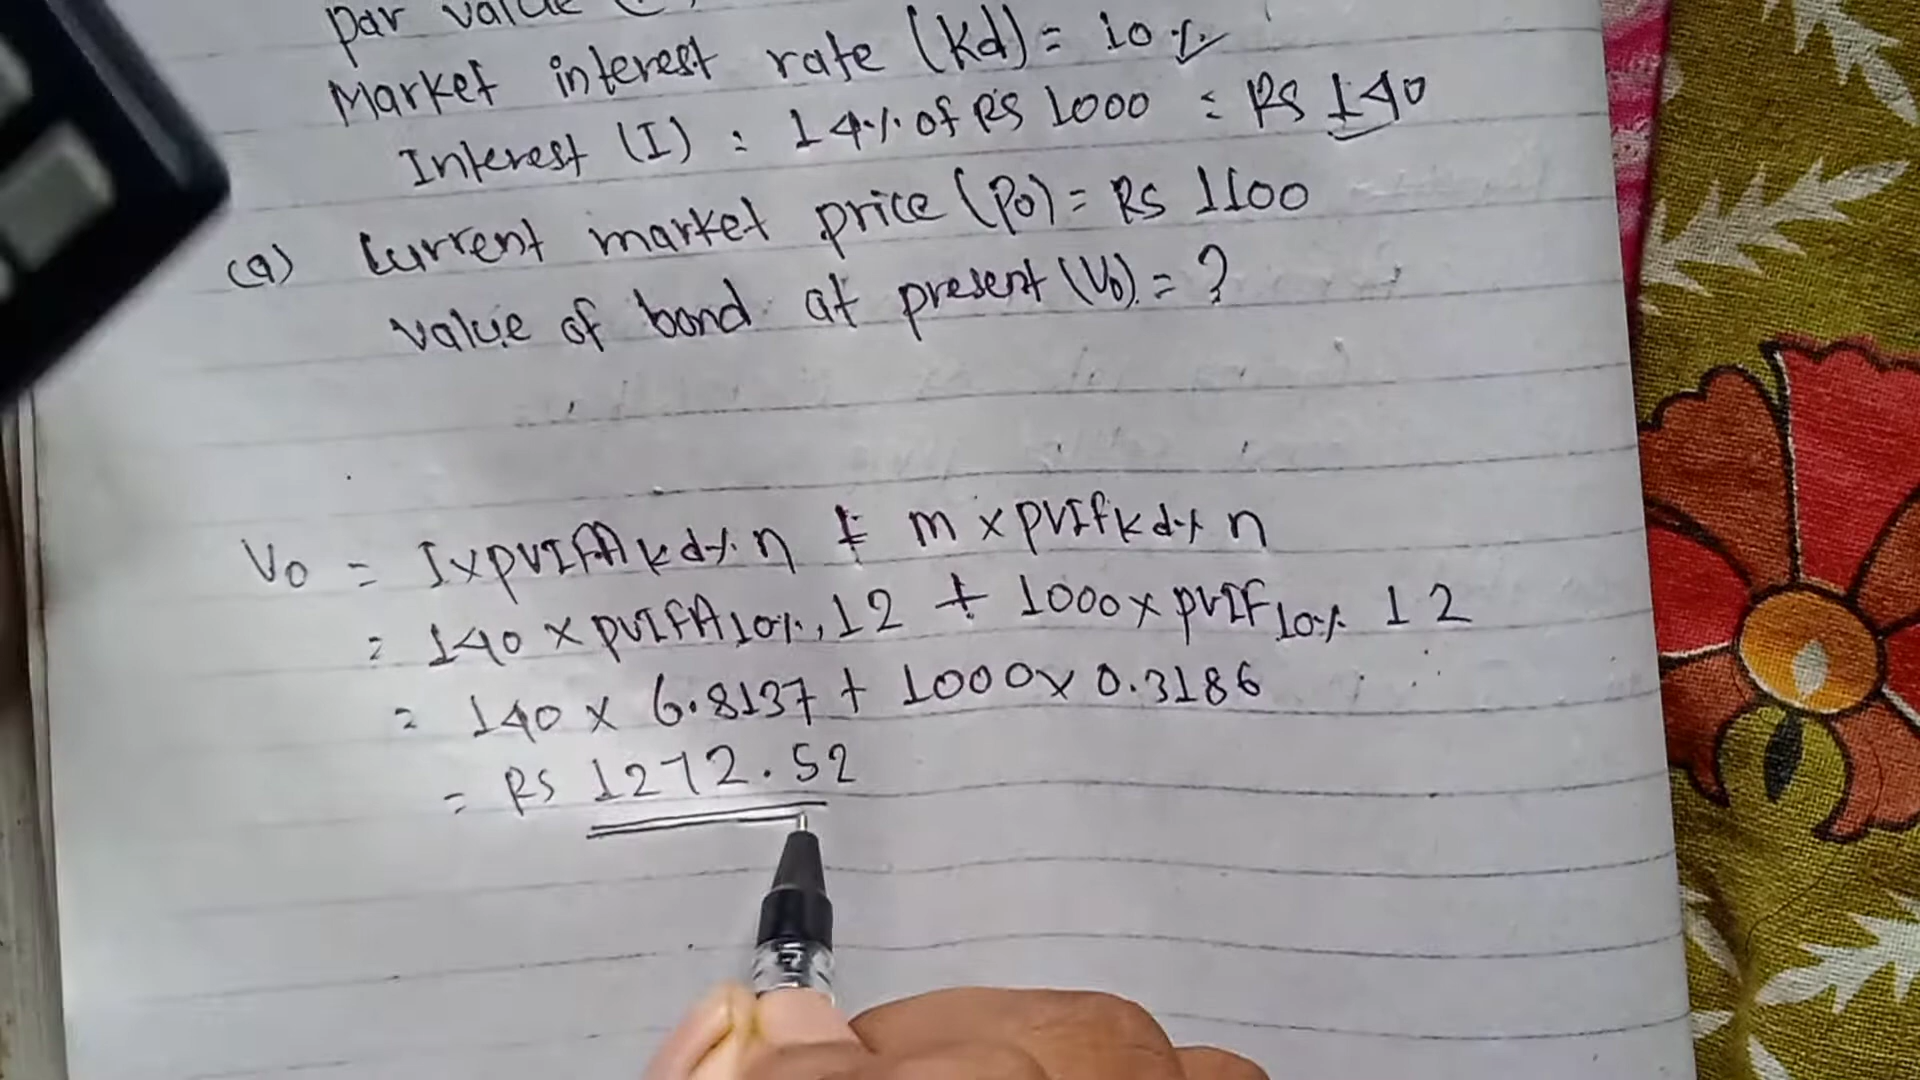 par value
Market interest rate (Kd) = 10%
Interest (I) : 14% of RS 1000 = RS 140
(a) Current market price (P0) = RS 1100
value of bond at present (V0) = ?
V0 = I x PVIFA kd% n + m x PVIF kd% n
= 140 x PVIFA 10%, 12 + 1000 x PVIF 10% 12
= 140 x 6.8137 + 1000 x 0.3186
= RS 1272.52